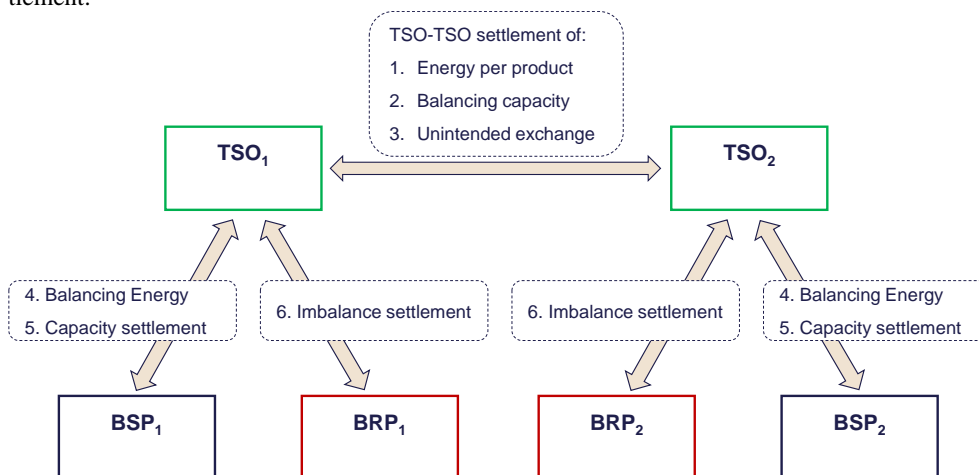 tlement.
TSO-TSO settlement of:
1. Energy per product
2. Balancing capacity
3. Unintended exchange
TSO₁
TSO₂
4. Balancing Energy
5. Capacity settlement
6. Imbalance settlement
6. Imbalance settlement
4. Balancing Energy
5. Capacity settlement
BSP₁
BRP₁
BRP₂
BSP₂